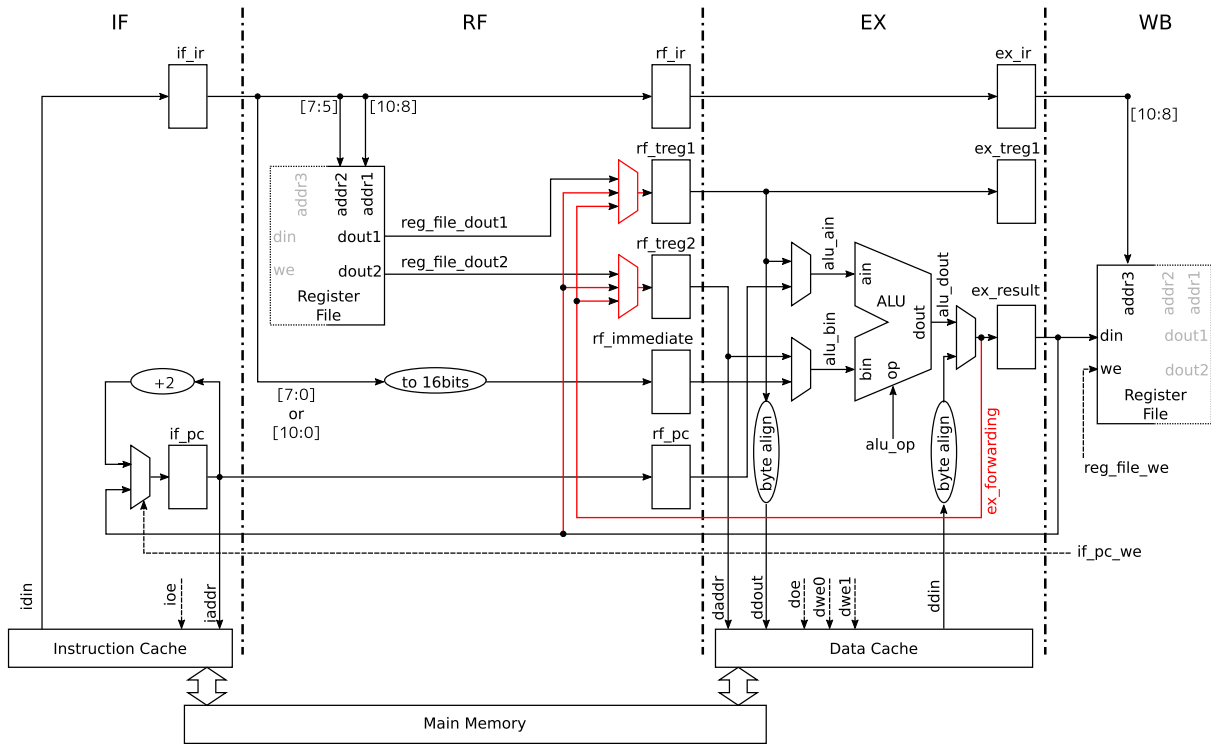 IF
RF
EX
WB
if_ir
rf_ir
ex_ir
[7:5]
[10:8]
[10:8]
rf_treg1
ex_treg1
addr3
addr2
addr1
din
dout1
we
dout2
Register
File
reg_file_dout1
reg_file_dout2
rf_treg2
alu_ain
ain
ALU
dout
bin
op
alu_dout
alu_bin
alu_op
ex_result
addr3
addr2
addr1
din
dout1
we
dout2
Register
File
reg_file_we
rf_immediate
+2
to 16bits
[7:0]
or
[10:0]
if_pc
rf_pc
byte align
byte align
ex_forwarding
if_pc_we
idin
ioe
iaddr
daddr
ddout
doe
dwe0
dwe1
ddin
Instruction Cache
Data Cache
Main Memory